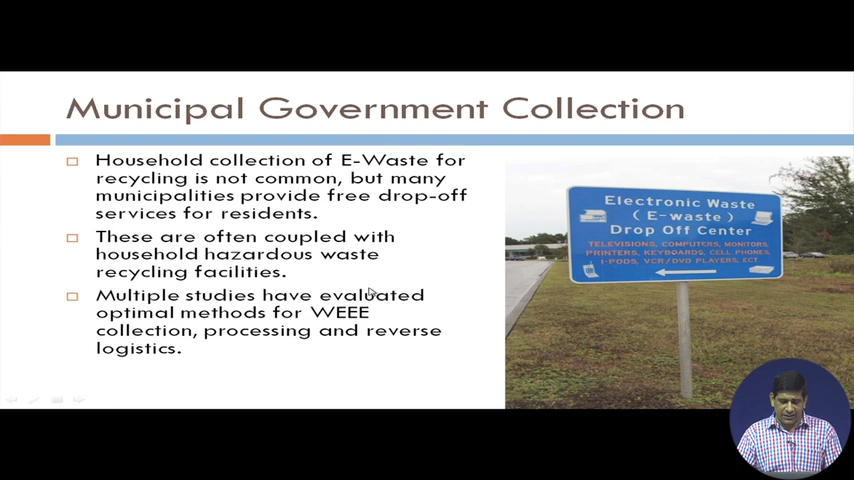 Municipal Government Collection
Household collection of E-Waste for
recycling is not common, but many
municipalities provide free drop-off
services for residents.
These are often coupled with
household hazardous waste
recycling facilities.
Multiple studies have evaluated
optimal methods for WEEE
collection, processing and reverse
logistics.
Electronic Waste
( E-waste )
Drop Off Center
TELEVISIONS, COMPUTERS, MONITORS,
PRINTERS, KEYBOARDS, CELL PHONES,
I-PODS, VCR/DVD PLAYERS, ECT.